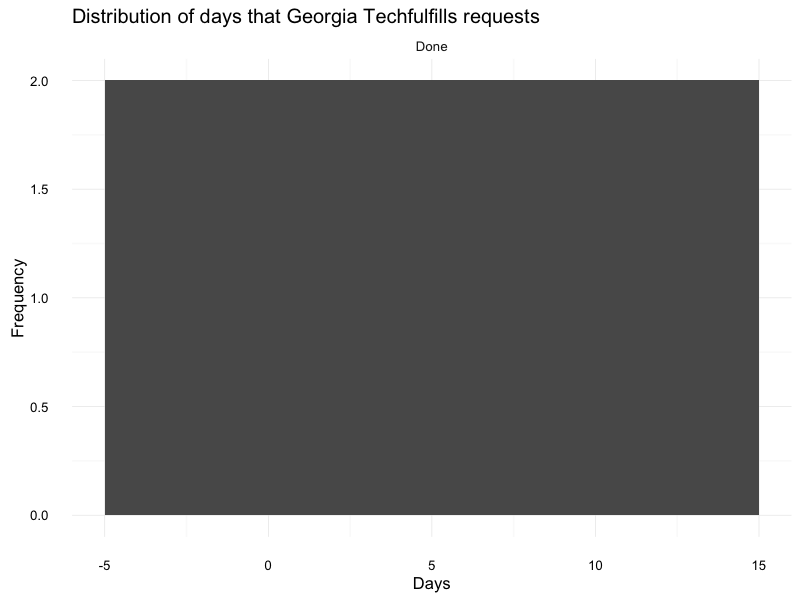 Distribution of days that Georgia Techfulfills requests
Done
2.0
1.5
1.0
0.5
0.0
Frequency
-5 0 5 10 15
Days